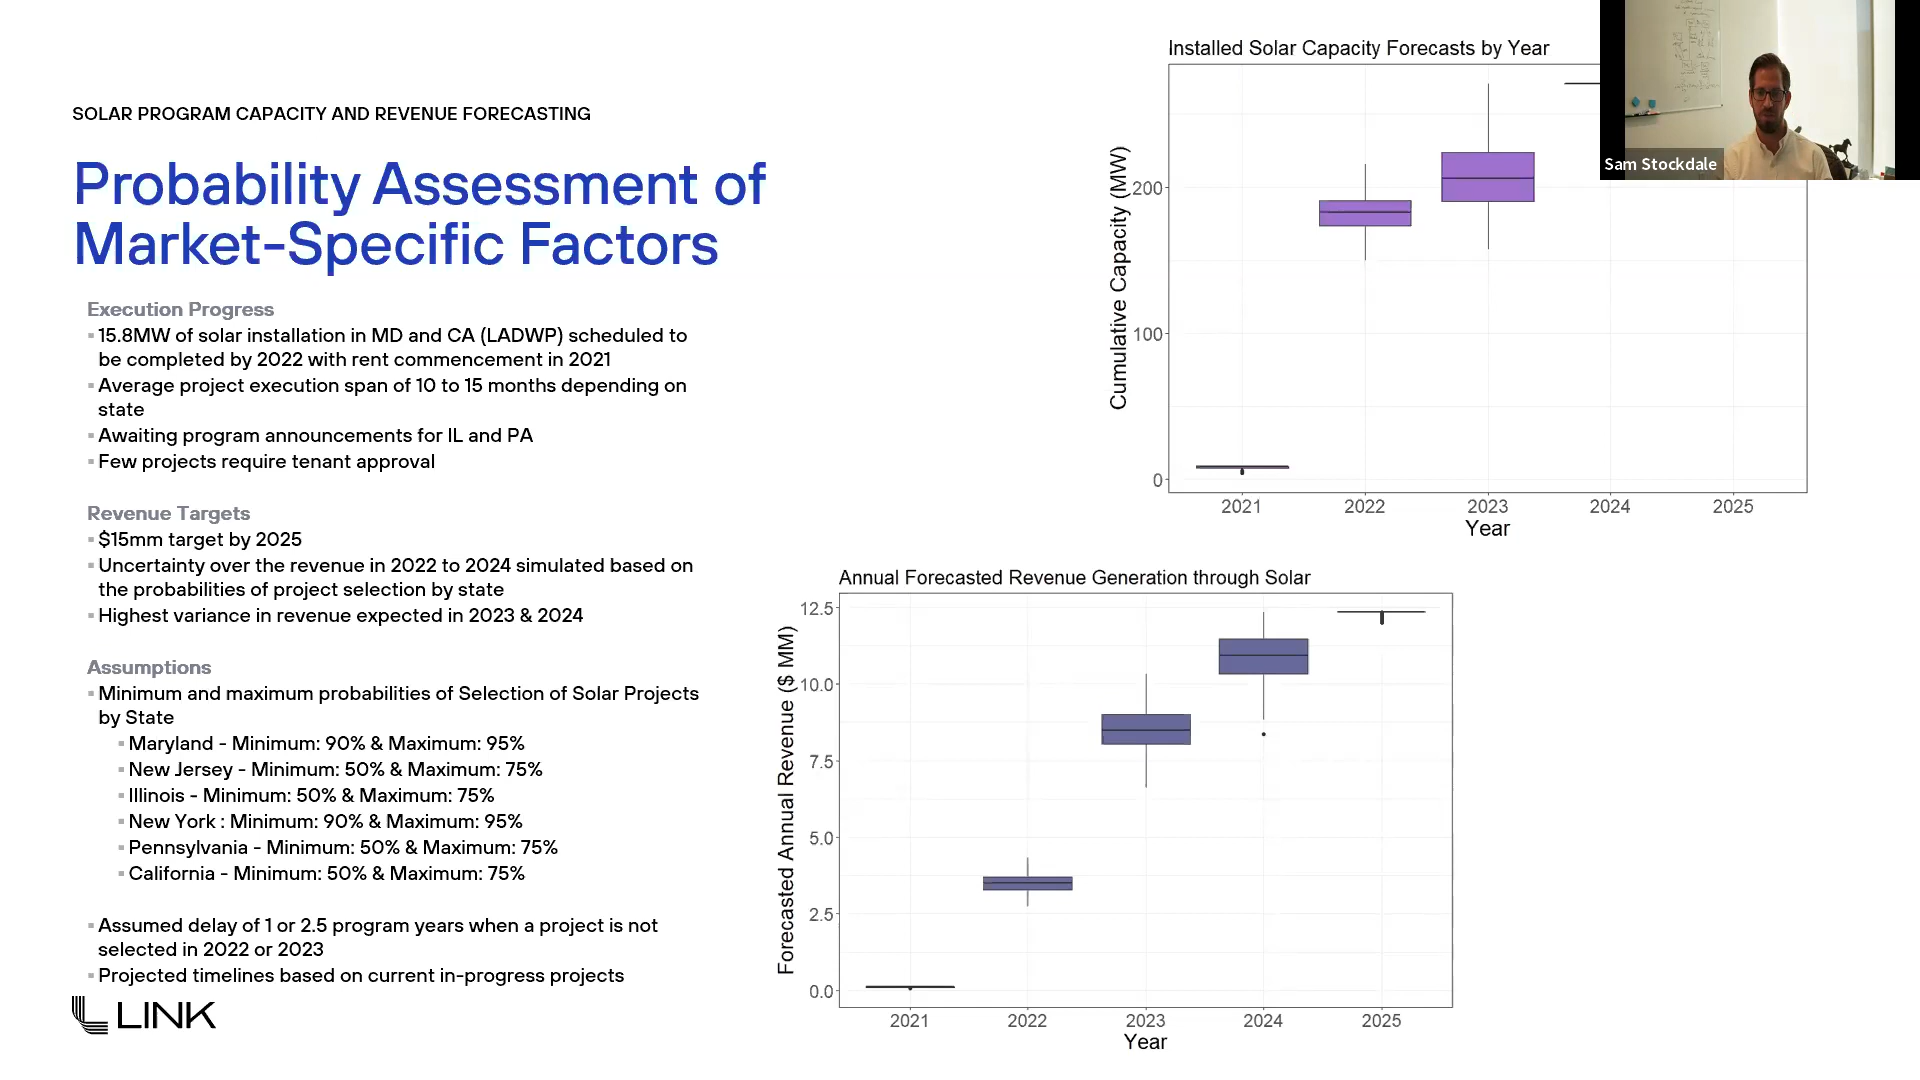 SOLAR PROGRAM CAPACITY AND REVENUE FORECASTING
Probability Assessment of
Market-Specific Factors
Execution Progress
15.8MW of solar installation in MD and CA (LADWP) scheduled to
be completed by 2022 with rent commencement in 2021
Average project execution span of 10 to 15 months depending on
state
Awaiting program announcements for IL and PA
Few projects require tenant approval
Revenue Targets
$15mm target by 2025
Uncertainty over the revenue in 2022 to 2024 simulated based on
the probabilities of project selection by state
Highest variance in revenue expected in 2023 & 2024
Assumptions
Minimum and maximum probabilities of Selection of Solar Projects
by State
Maryland - Minimum: 90% & Maximum: 95%
New Jersey - Minimum: 50% & Maximum: 75%
Illinois - Minimum: 50% & Maximum: 75%
New York : Minimum: 90% & Maximum: 95%
Pennsylvania - Minimum: 50% & Maximum: 75%
California - Minimum: 50% & Maximum: 75%
Assumed delay of 1 or 2.5 program years when a project is not
selected in 2022 or 2023
Projected timelines based on current in-progress projects
LINK
Installed Solar Capacity Forecasts by Year
Cumulative Capacity (MW)
200
100
0
2021 2022 2023 2024 2025
Year
Sam Stockdale
Annual Forecasted Revenue Generation through Solar
Forecasted Annual Revenue ($ MM)
12.5
10.0
7.5
5.0
2.5
0.0
2021 2022 2023 2024 2025
Year